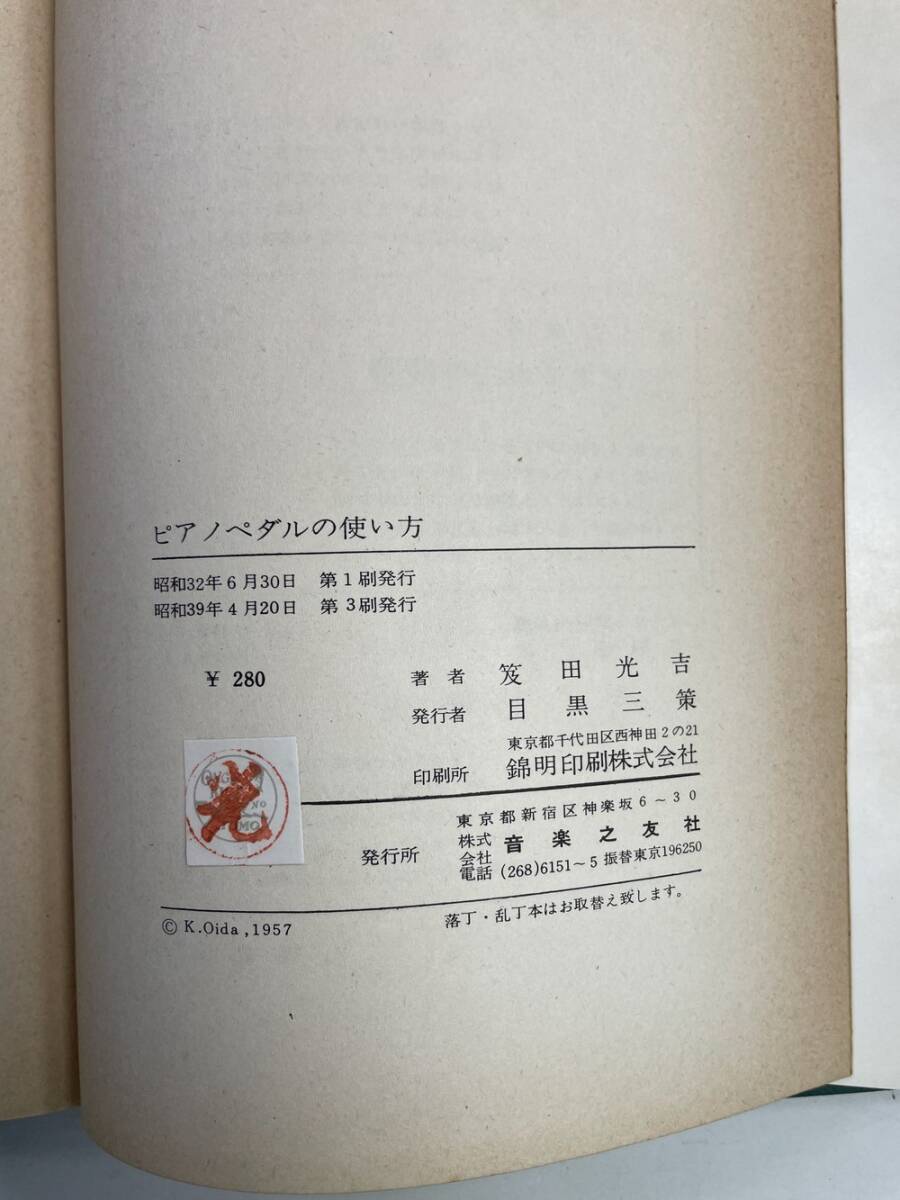 ピアノペダルの使い方
昭和32年6月30日 第1刷発行
昭和39年4月20日 第3刷発行
¥ 280
著者 笈田光吉
発行者 目黒三策
東京都千代田区西神田2の21
印刷所 錦明印刷株式会社
東京都新宿区神楽坂6~30
発行所 株式会社 音楽之友社
電話 (268)6151~5 振替東京196250
© K.Oida,1957
落丁・乱丁本はお取替え致します。